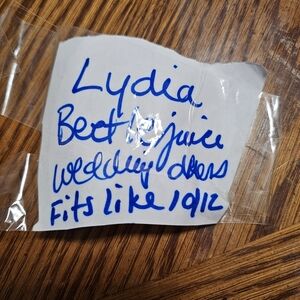 Lydia
Beetlejuice
wedding dress
Fits like 10/12